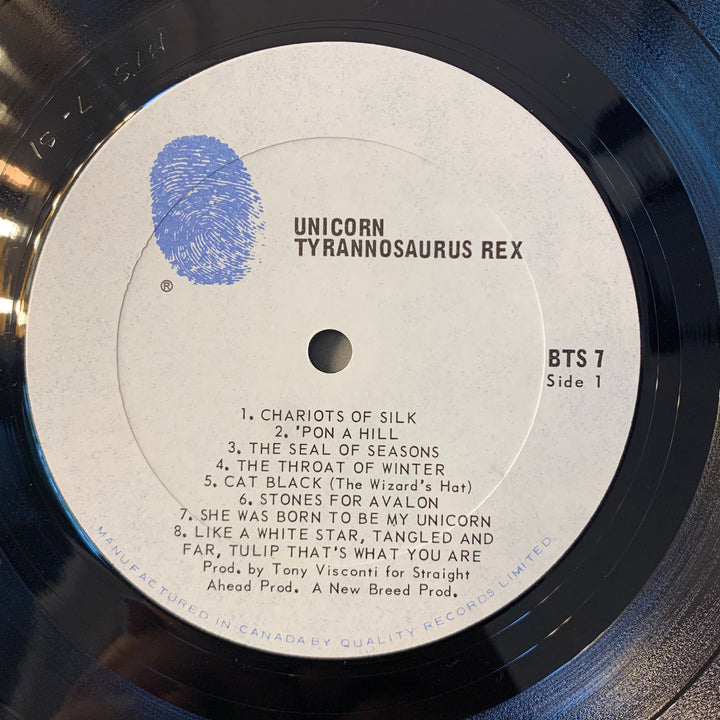 BTS-7-S1
UNICORN
TYRANNOSAURUS REX
®
BTS 7
Side 1
1. CHARIOTS OF SILK
2. 'PON A HILL
3. THE SEAL OF SEASONS
4. THE THROAT OF WINTER
5. CAT BLACK (The Wizard's Hat)
6. STONES FOR AVALON
7. SHE WAS BORN TO BE MY UNICORN
8. LIKE A WHITE STAR, TANGLED AND
FAR, TULIP THAT'S WHAT YOU ARE
Prod. by Tony Visconti for Straight
Ahead Prod. A New Breed Prod.
MANUFACTURED IN CANADA BY QUALITY RECORDS LIMITED